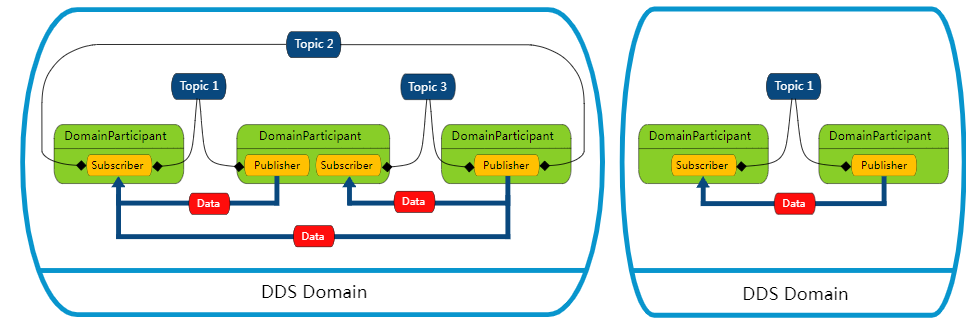 Topic 2
Topic 1
Topic 3
DomainParticipant
DomainParticipant
DomainParticipant
Subscriber
Publisher
Subscriber
Publisher
Data
Data
Data
DDS Domain
Topic 1
DomainParticipant
DomainParticipant
Subscriber
Publisher
Data
DDS Domain